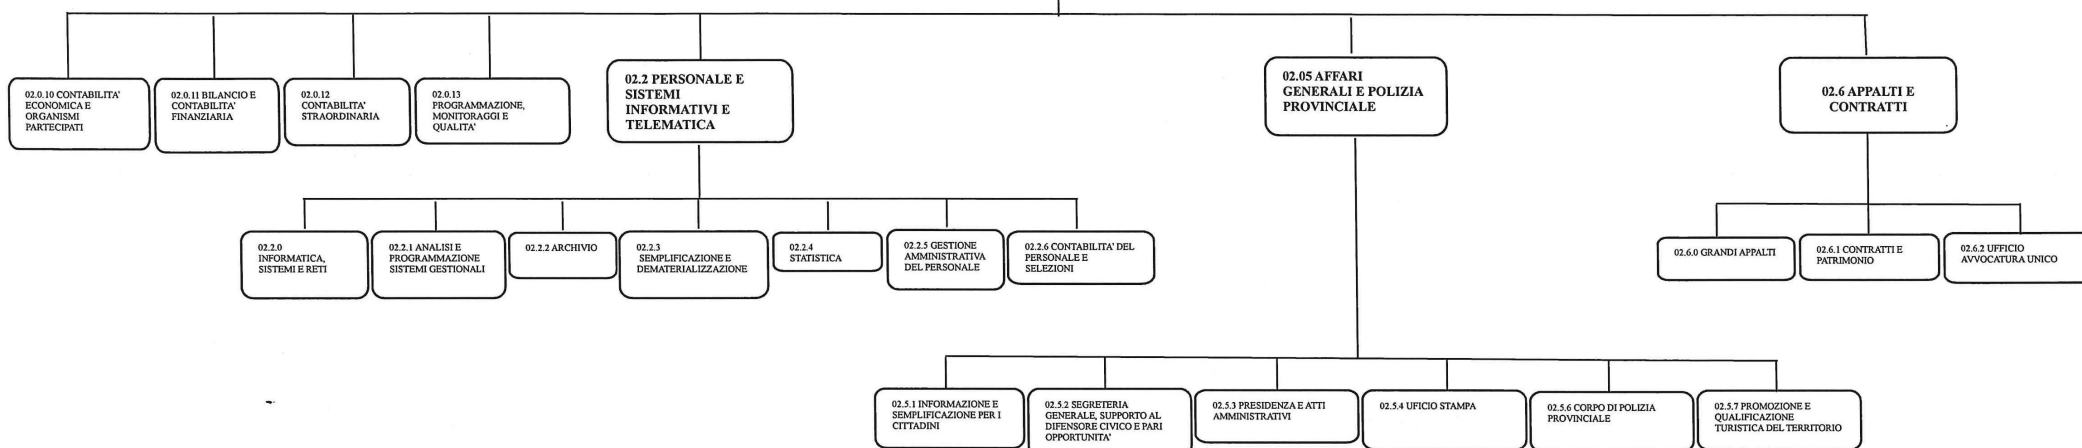 02.0.10 CONTABILITA'
ECONOMICA E
ORGANISMI
PARTECIPATI
02.0.11 BILANCIO E
CONTABILITA'
FINANZIARIA
02.0.12
CONTABILITA'
STRAORDINARIA
02.0.13
PROGRAMMAZIONE,
MONITORAGGI E
QUALITA'
02.2 PERSONALE E
SISTEMI
INFORMATIVI E
TELEMATICA
02.05 AFFARI
GENERALI E POLIZIA
PROVINCIALE
02.6 APPALTI E
CONTRATTI
02.2.0
INFORMATICA,
SISTEMI E RETI
02.2.1 ANALISI E
PROGRAMMAZIONE
SISTEMI GESTIONALI
02.2.2 ARCHIVIO
02.2.3
SEMPLIFICAZIONE E
DEMATERIALIZZAZIONE
02.2.4
STATISTICA
02.2.5 GESTIONE
AMMINISTRATIVA
DEL PERSONALE
02.2.6 CONTABILITA' DEL
PERSONALE E
SELEZIONI
02.6.0 GRANDI APPALTI
02.6.1 CONTRATTI E
PATRIMONIO
02.6.2 UFFICIO
AVVOCATURA UNICO
02.5.1 INFORMAZIONE E
SEMPLIFICAZIONE PER I
CITTADINI
02.5.2 SEGRETERIA
GENERALE, SUPPORTO AL
DIFENSORE CIVICO E PARI
OPPORTUNITA'
02.5.3 PRESIDENZA E ATTI
AMMINISTRATIVI
02.5.4 UFICIO STAMPA
02.5.6 CORPO DI POLIZIA
PROVINCIALE
02.5.7 PROMOZIONE E
QUALIFICAZIONE
TURISTICA DEL TERRITORIO